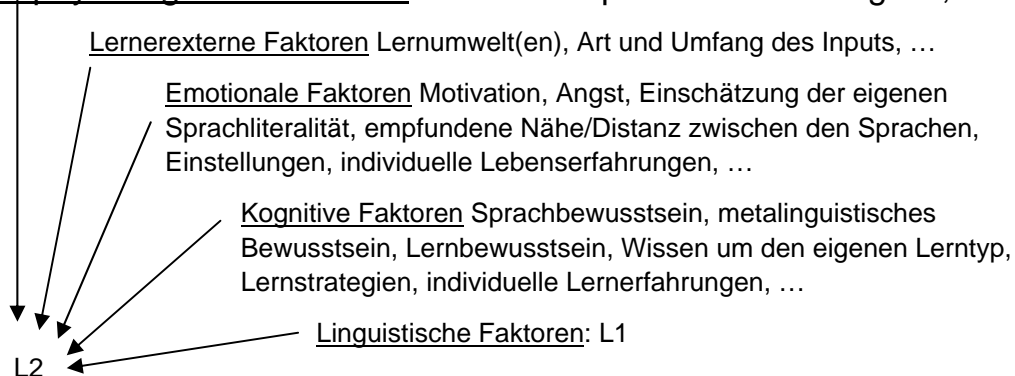 Lernerexterne Faktoren Lernumwelt(en), Art und Umfang des Inputs, …
Emotionale Faktoren Motivation, Angst, Einschätzung der eigenen
Sprachliteralität, empfundene Nähe/Distanz zwischen den Sprachen,
Einstellungen, individuelle Lebenserfahrungen, …
Kognitive Faktoren Sprachbewusstsein, metalinguistisches
Bewusstsein, Lernbewusstsein, Wissen um den eigenen Lerntyp,
Lernstrategien, individuelle Lernerfahrungen, …
Linguistische Faktoren: L1
L2